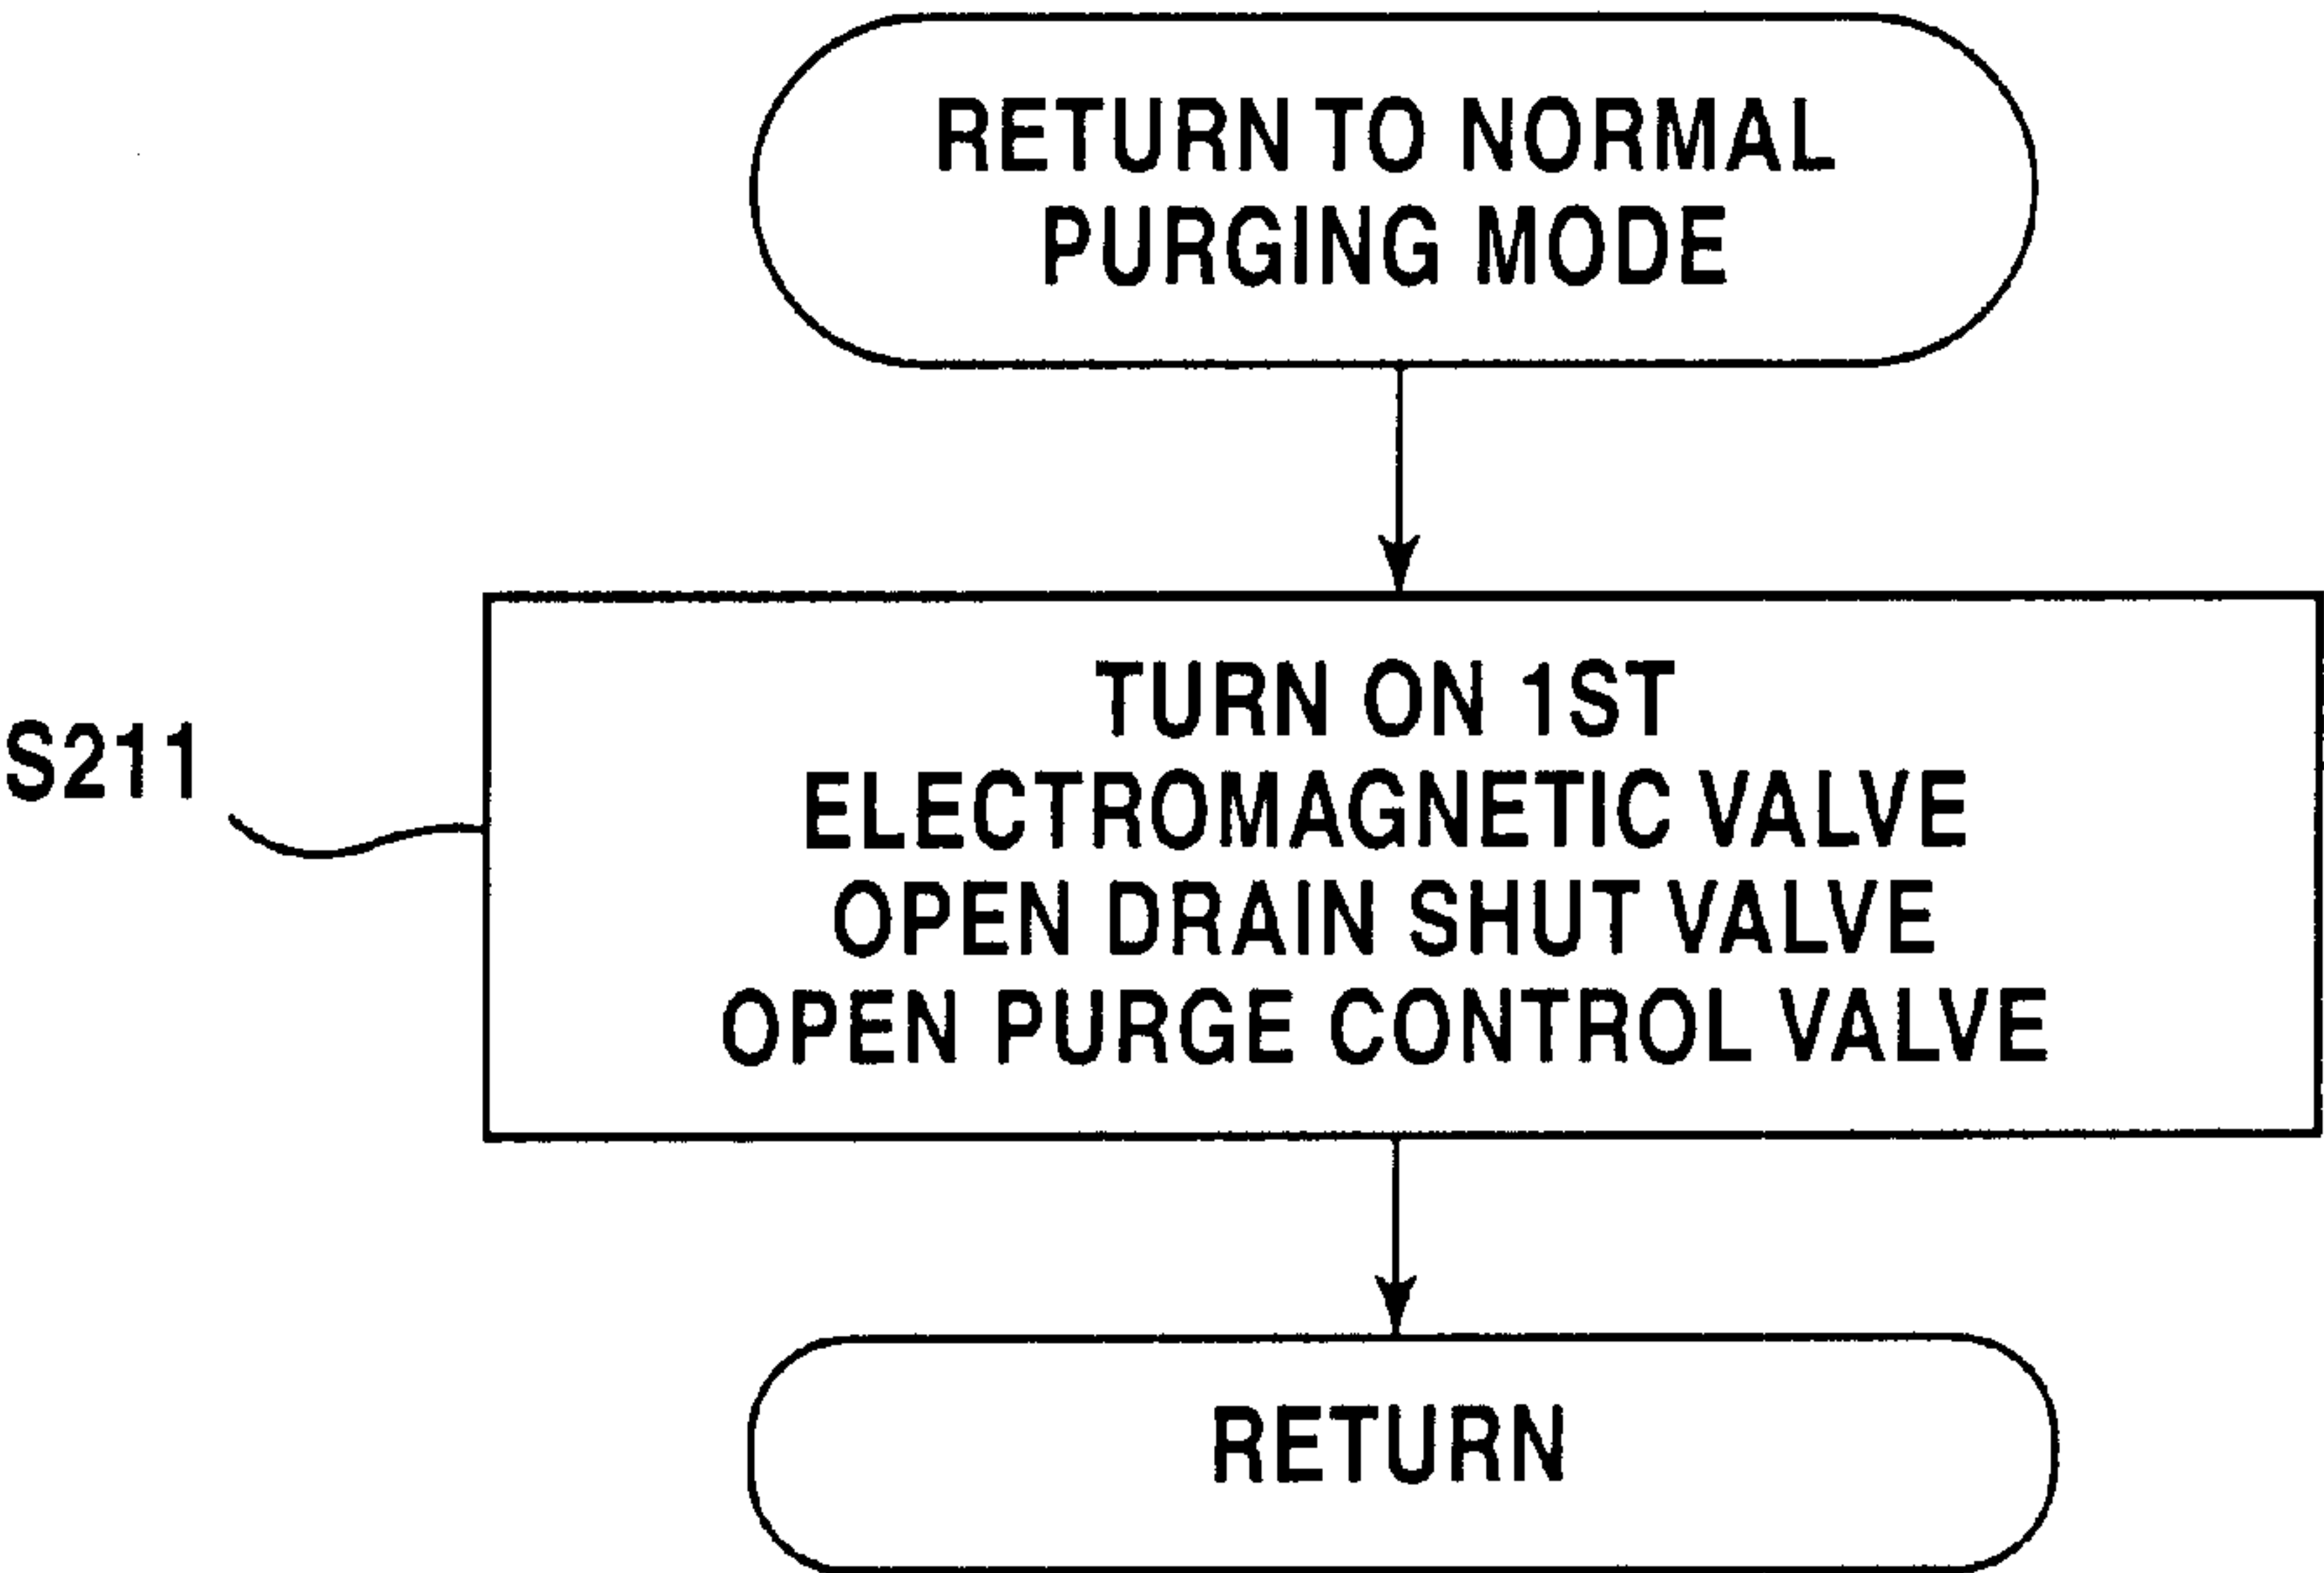 RETURN TO NORMAL
PURGING MODE
S211
TURN ON 1ST
ELECTROMAGNETIC VALVE
OPEN DRAIN SHUT VALVE
OPEN PURGE CONTROL VALVE
RETURN